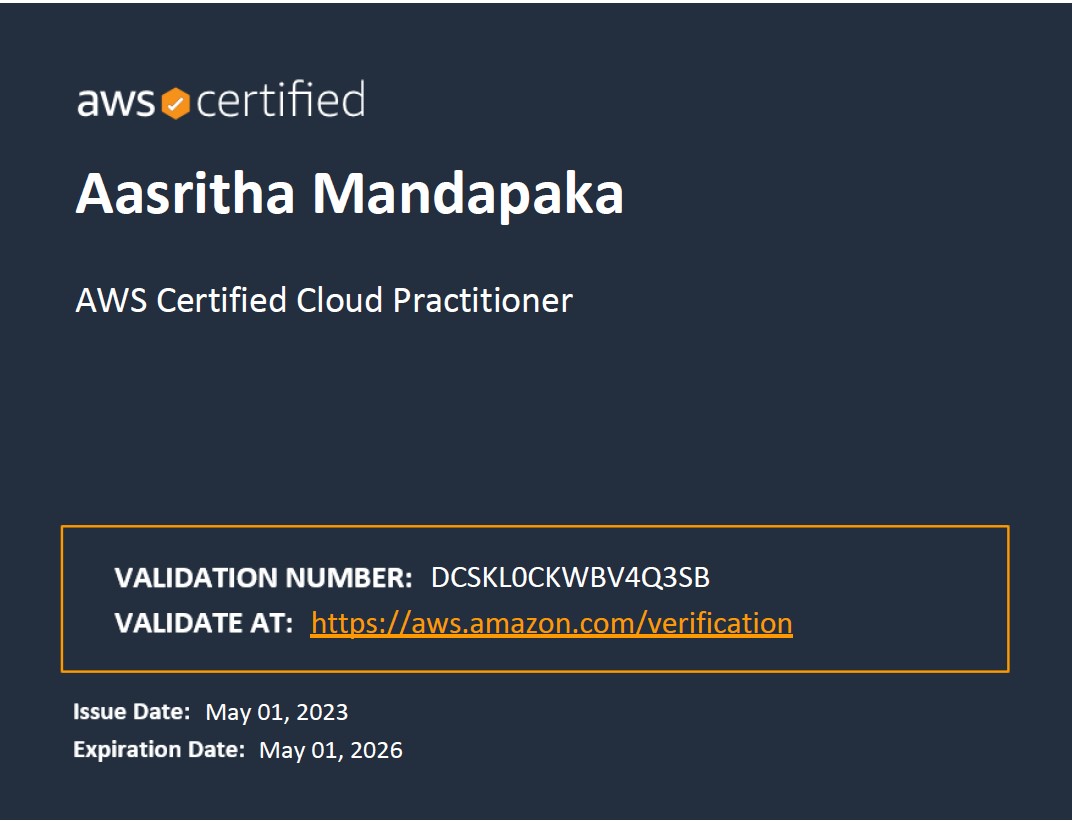 aws certified
Aasritha Mandapaka
AWS Certified Cloud Practitioner
VALIDATION NUMBER: DCSKL0CKWBV4Q3SB
VALIDATE AT: https://aws.amazon.com/verification
Issue Date: May 01, 2023
Expiration Date: May 01, 2026